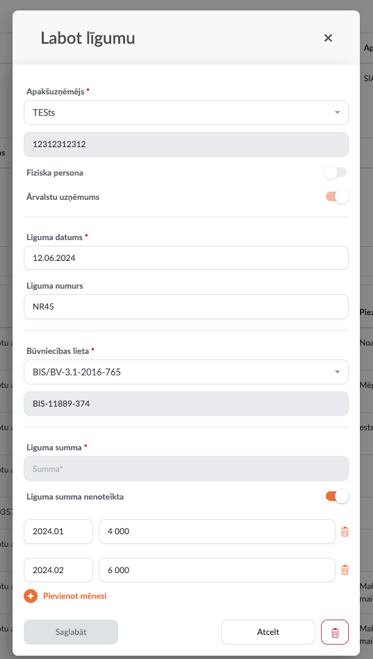 Labot līgumu
Apakšuzņēmējs *
TESts
12312312312
Fiziska persona
Ārvalstu uzņēmums
Līguma datums *
12.06.2024
Līguma numurs
NR45
Būvniecības lieta *
BIS/BV-3.1-2016-765
BIS-11889-374
Līguma summa *
Summa*
Līguma summa nenoteikta
2024.01
4 000
2024.02
6 000
Pievienot mēnesi
Saglabāt
Atcelt